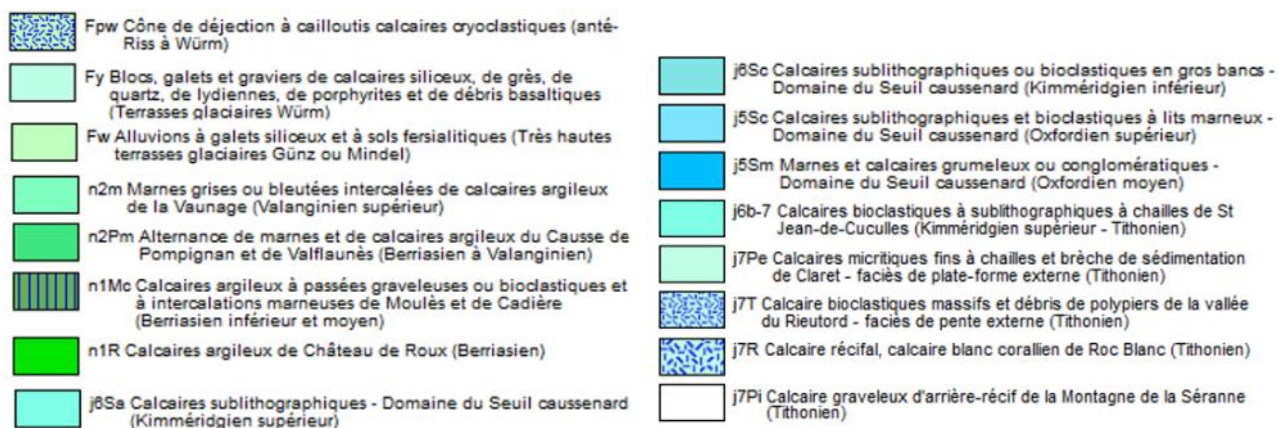 Fpw Cône de déjection à cailloutis calcaires cryoclastiques (anté-
Riss à Würm)
Fy Blocs, galets et graviers de calcaires siliceux, de grès, de
quartz, de lydiennes, de porphyrites et de débris basaltiques
(Terrasses glaciaires Würm)
Fw Alluvions à galets siliceux et à sols fersialitiques (Très hautes
terrasses glaciaires Günz ou Mindel)
n2m Marnes grises ou bleutées intercalées de calcaires argileux
de la Vaunage (Valanginien supérieur)
n2Pm Alternance de marnes et de calcaires argileux du Causse de
Pompignan et de Valflaunès (Berriasien à Valanginien)
n1Mc Calcaires argileux à passées graveleuses ou bioclastiques et
à intercalations marneuses de Moulès et de Cadière
(Berriasien inférieur et moyen)
n1R Calcaires argileux de Château de Roux (Berriasien)
j6Sa Calcaires sublithographiques - Domaine du Seuil caussenard
(Kimméridgien supérieur)
j6Sc Calcaires sublithographiques ou bioclastiques en gros bancs -
Domaine du Seuil caussenard (Kimméridgien inférieur)
j5Sc Calcaires sublithographiques et bioclastiques à lits marneux -
Domaine du Seuil caussenard (Oxfordien supérieur)
j5Sm Marnes et calcaires grumeleux ou conglomératiques -
Domaine du Seuil caussenard (Oxfordien moyen)
j6b-7 Calcaires bioclastiques à sublithographiques à chailles de St
Jean-de-Cuculles (Kimméridgien supérieur - Tithonien)
j7Pe Calcaires micritiques fins à chailles et brèche de sédimentation
de Claret - faciès de plate-forme externe (Tithonien)
j7T Calcaire bioclastiques massifs et débris de polypiers de la vallée
du Rieutord - faciès de pente externe (Tithonien)
j7R Calcaire récifal, calcaire blanc corallien de Roc Blanc (Tithonien)
j7Pi Calcaire graveleux d'arrière-récif de la Montagne de la Séranne
(Tithonien)